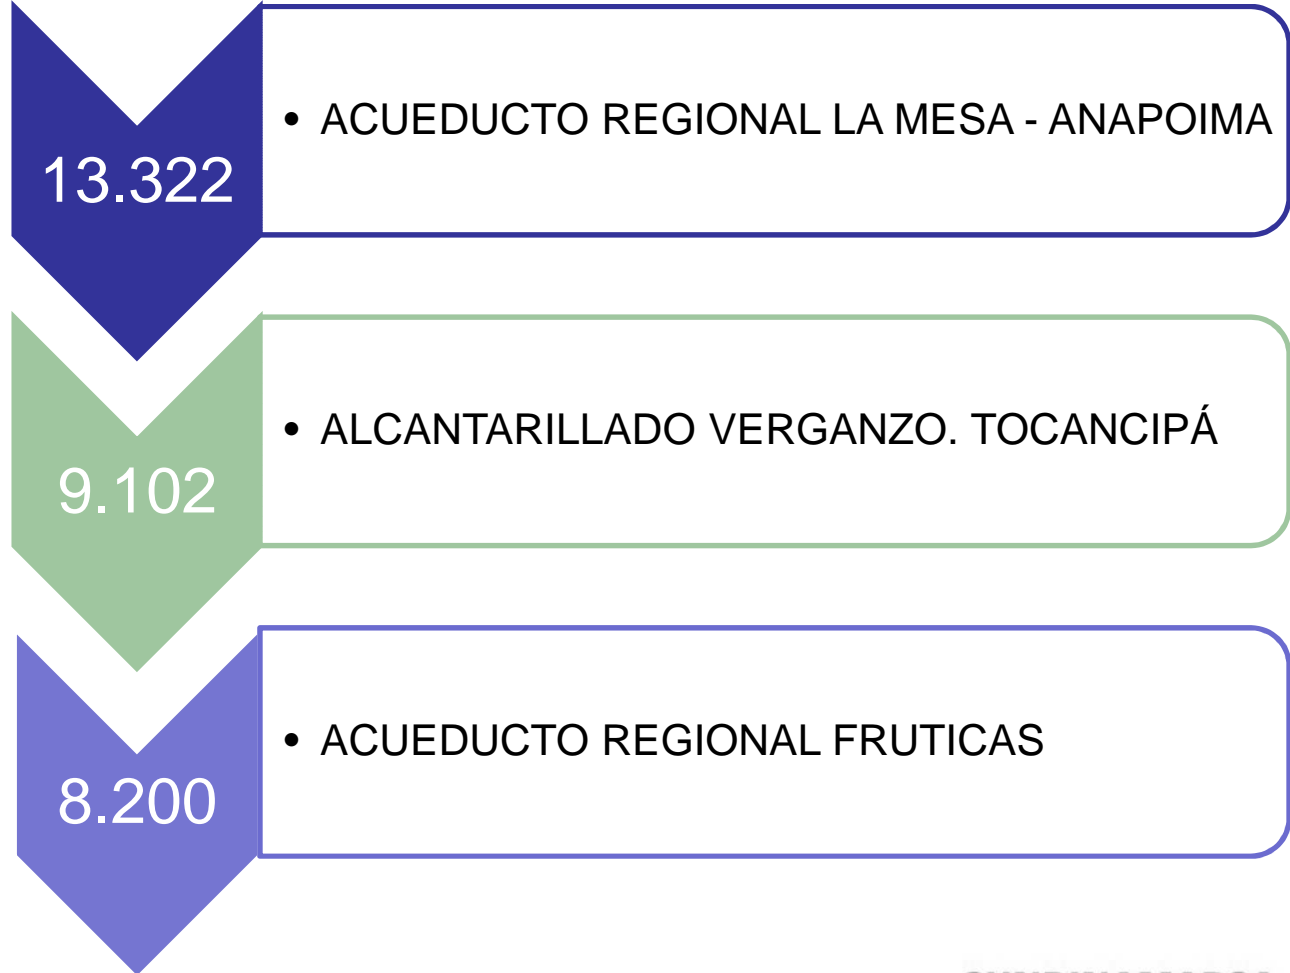 13.322
• ACUEDUCTO REGIONAL LA MESA - ANAPOIMA
9.102
• ALCANTARILLADO VERGANZO. TOCANCIPÁ
8.200
• ACUEDUCTO REGIONAL FRUTICAS